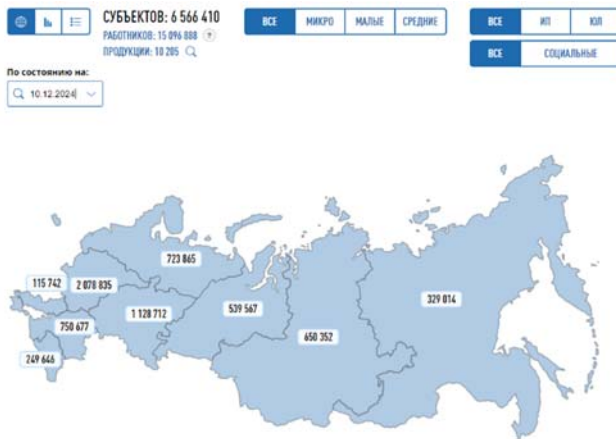 СУБЪЕКТОВ: 6 566 410
РАБОТНИКОВ: 15 096 888 ?
ПРОДУКЦИИ: 10 205
ВСЕ МИКРО МАЛЫЕ СРЕДНИЕ
ВСЕ ИП ЮЛ
ВСЕ СОЦИАЛЬНЫЕ
По состоянию на:
10.12.2024
723 865
115 742
2 078 835
1 128 712
539 567
329 014
750 677
650 352
249 646